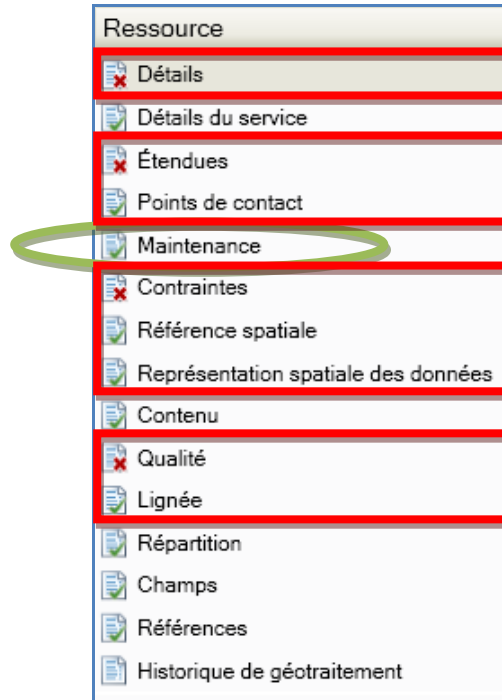 Ressource
Détails
Détails du service
Étendues
Points de contact
Maintenance
Contraintes
Référence spatiale
Représentation spatiale des données
Contenu
Qualité
Lignée
Répartition
Champs
Références
Historique de géotraitement